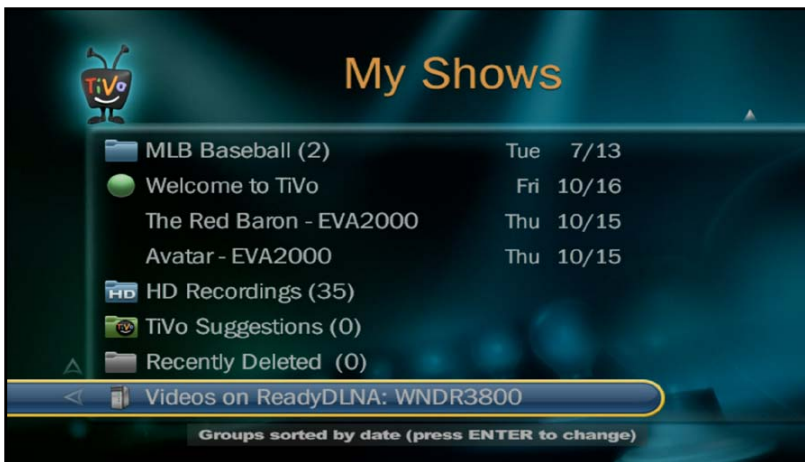 TiVo
My Shows
MLB Baseball (2) Tue 7/13
Welcome to TiVo Fri 10/16
The Red Baron - EVA2000 Thu 10/15
Avatar - EVA2000 Thu 10/15
HD HD Recordings (35)
TiVo TiVo Suggestions (0)
Recently Deleted (0)
Videos on ReadyDLNA: WNDR3800
Groups sorted by date (press ENTER to change)